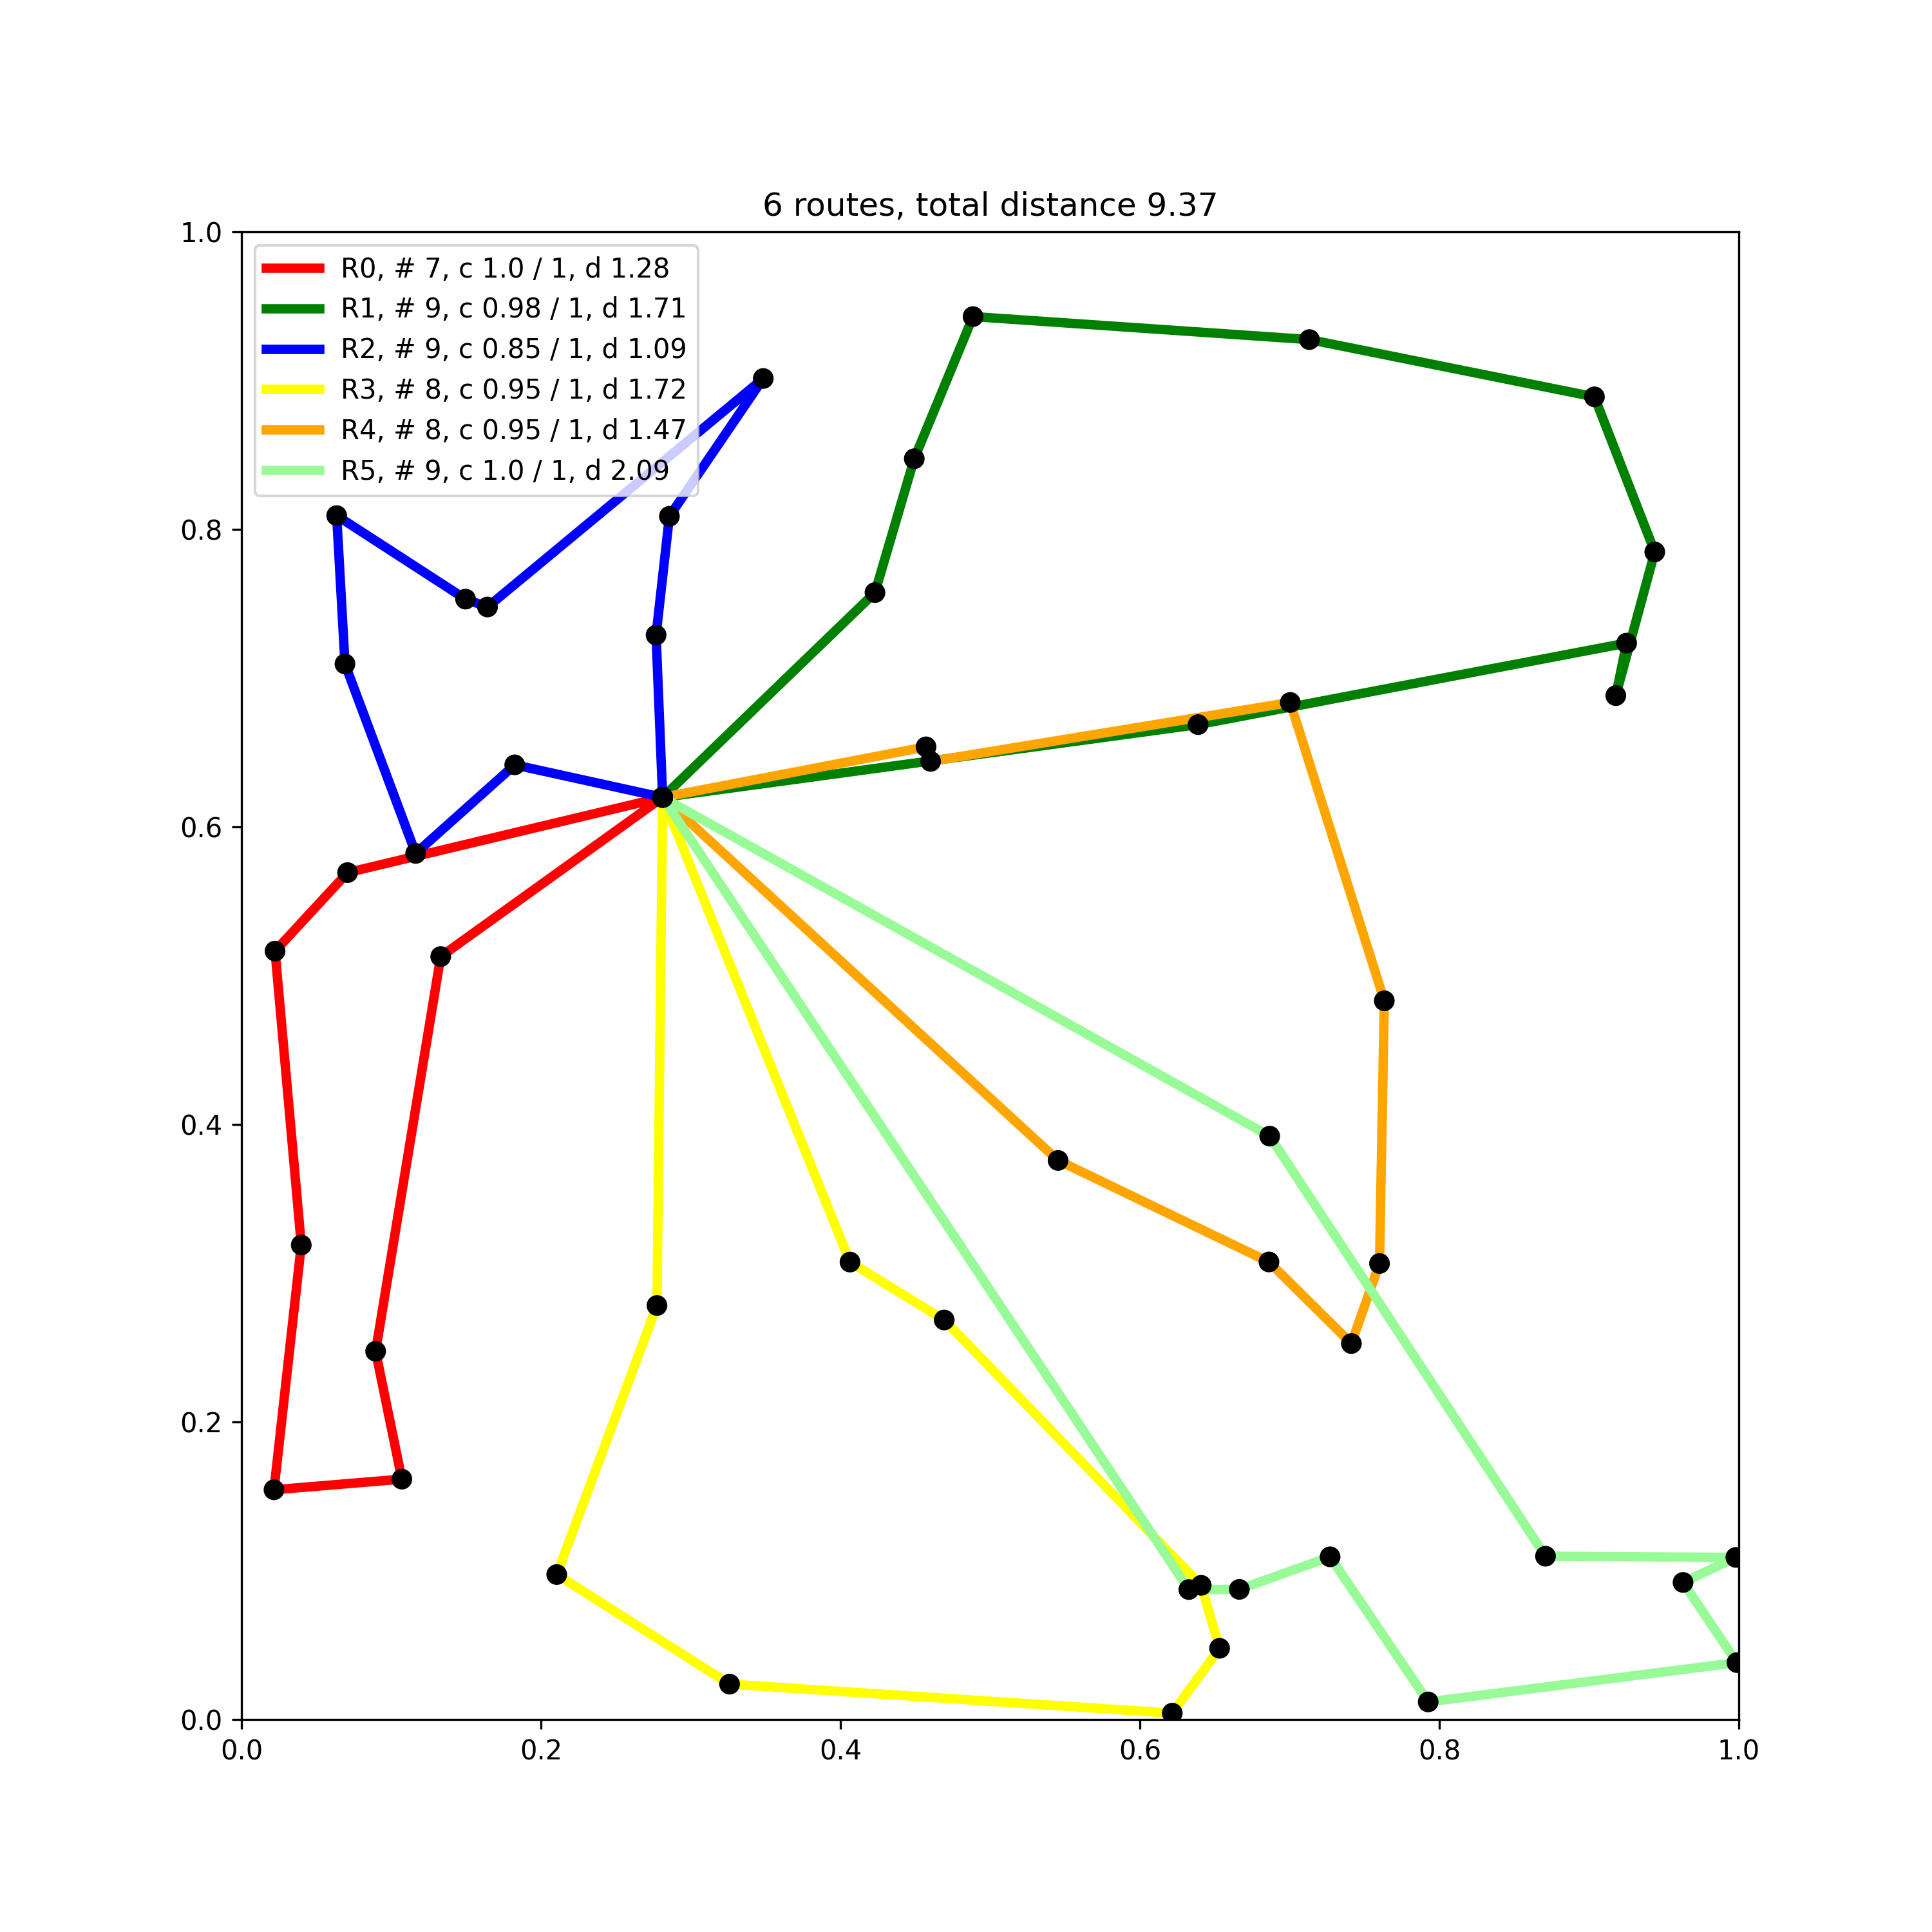 6 routes, total distance 9.37
1.0
R0, # 7, c 1.0 / 1, d 1.28
R1, # 9, c 0.98 / 1, d 1.71
R2, # 9, c 0.85 / 1, d 1.09
R3, # 8, c 0.95 / 1, d 1.72
R4, # 8, c 0.95 / 1, d 1.47
R5, # 9, c 1.0 / 1, d 2.09
0.8
0.6
0.4
0.2
0.0
0.0 0.2 0.4 0.6 0.8 1.0